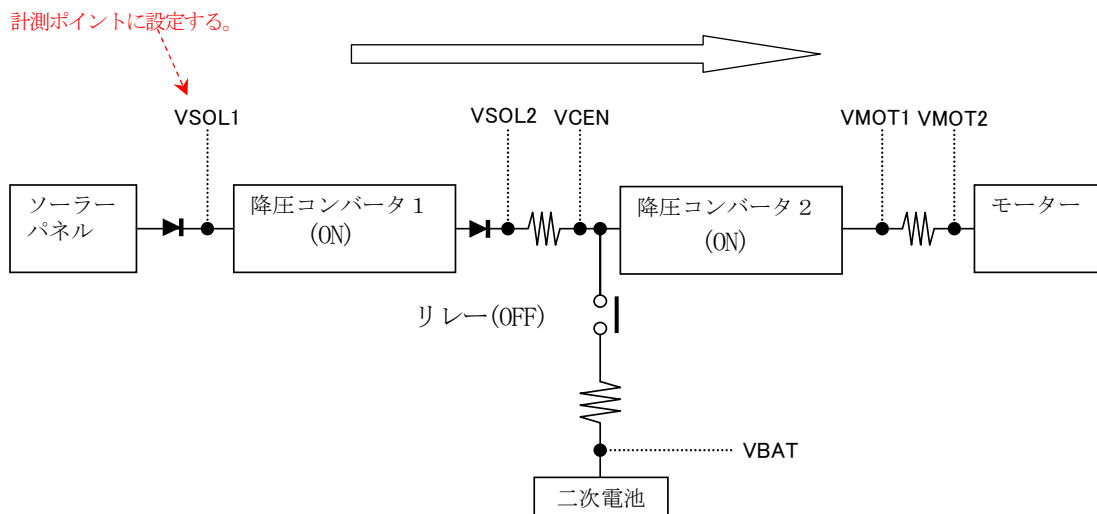 計測ポイントに設定する。
VSOL1
VSOL2
VCEN
VMOT1
VMOT2
ソーラー
パネル
降圧コンバータ１
(ON)
降圧コンバータ２
(ON)
モーター
リレー(OFF)
VBAT
二次電池